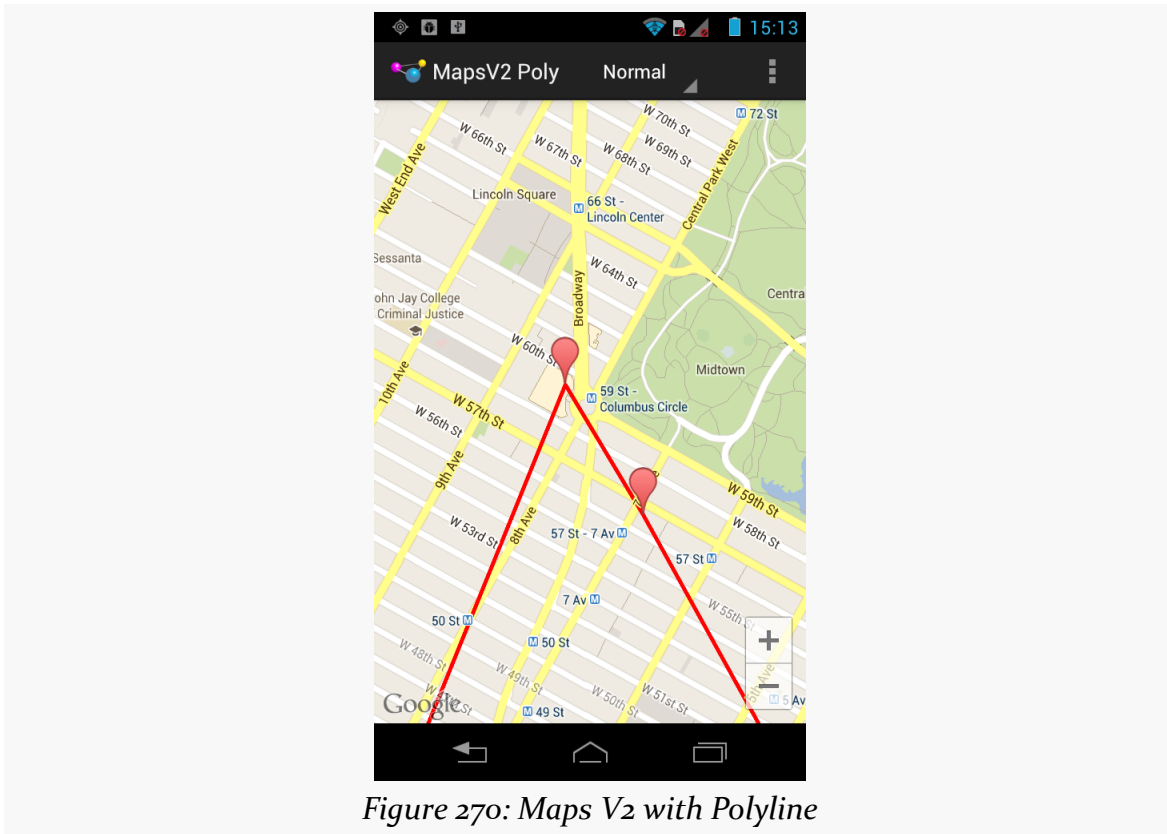 15:13
MapsV2 Poly
Normal
72 St
W 70th St
W 66th St
W 67th St
W 68th St
W 69th St
West End Ave
Central Park West
Lincoln Square
66 St -
Lincoln Center
Sessanta
W 64th St
Broadway
Centra
ohn Jay College
Criminal Justice
W 60th St
Midtown
10th Ave
59 St -
Columbus Circle
W 57th St
W 56th St
9th Ave
W 59th St
W 53rd St
8th Ave
57 St - 7 Av
W 58th St
57 St
7 Av
W 55th St
50 St
50 St
W 48th St
W 49th St
W 50th St
W 51st St
5th Ave
5 Av
Google
49 St
Figure 270: Maps V2 with Polyline